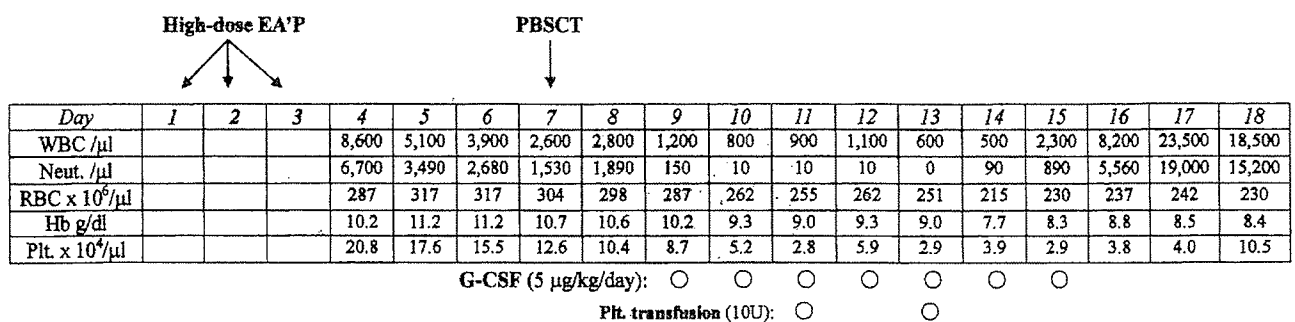 High-dose EA'P PBSCT
Day 1 2 3 4 5 6 7 8 9 10 11 12 13 14 15 16 17 18
WBC /µl 8,600 5,100 3,900 2,600 2,800 1,200 800 900 1,100 600 500 2,300 8,200 23,500 18,500
Neut. /µl 6,700 3,490 2,680 1,530 1,890 150 10 10 10 0 90 890 5,560 19,000 15,200
RBC x 10⁶/µl 287 317 317 304 298 287 262 255 262 251 215 230 237 242 230
Hb g/dl 10.2 11.2 11.2 10.7 10.6 10.2 9.3 9.0 9.3 9.0 7.7 8.3 8.8 8.5 8.4
Plt. x 10⁴/µl 20.8 17.6 15.5 12.6 10.4 8.7 5.2 2.8 5.9 2.9 3.9 2.9 3.8 4.0 10.5
G-CSF (5 µg/kg/day): ○ ○ ○ ○ ○ ○ ○
Plt. transfusion (10U): ○ ○